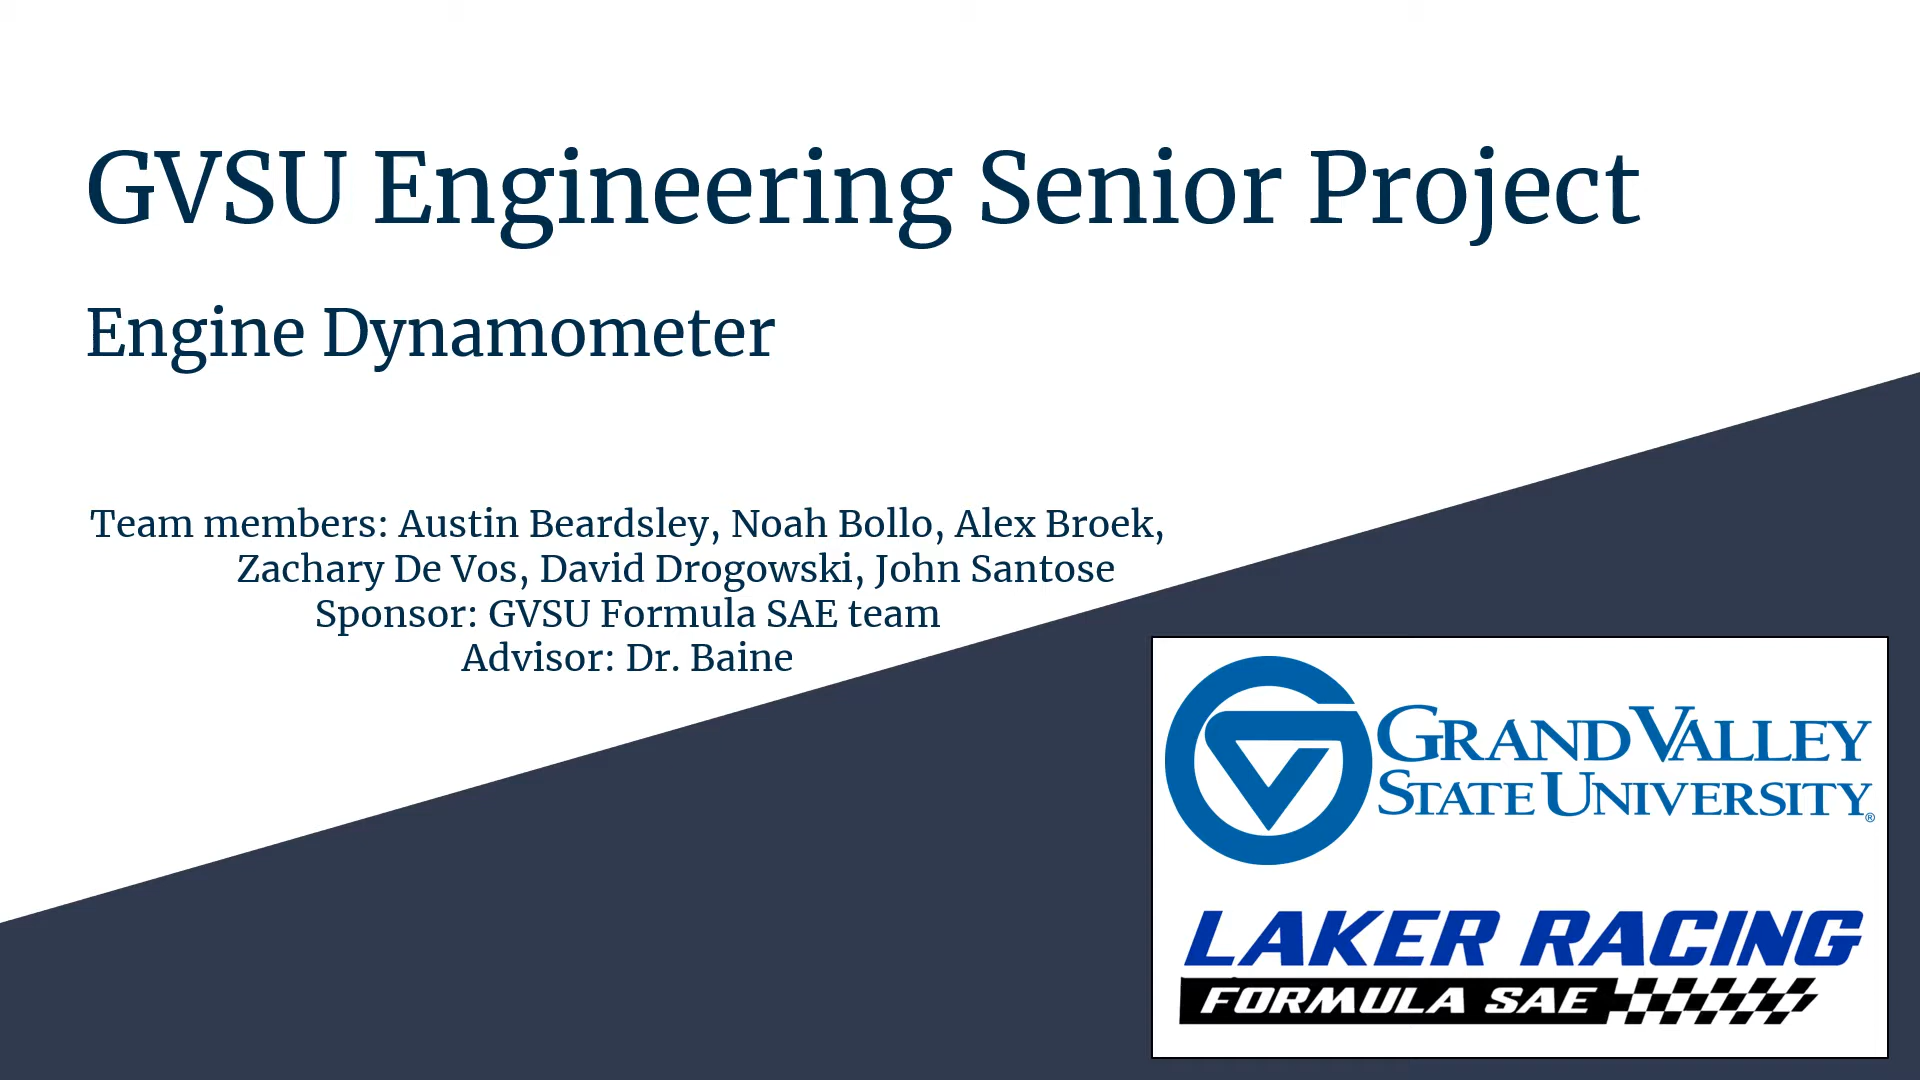 GVSU Engineering Senior Project
Engine Dynamometer
Team members: Austin Beardsley, Noah Bollo, Alex Broek,
Zachary De Vos, David Drogowski, John Santose
Sponsor: GVSU Formula SAE team
Advisor: Dr. Baine
GRAND VALLEY
STATE UNIVERSITY®
LAKER RACING
FORMULA SAE